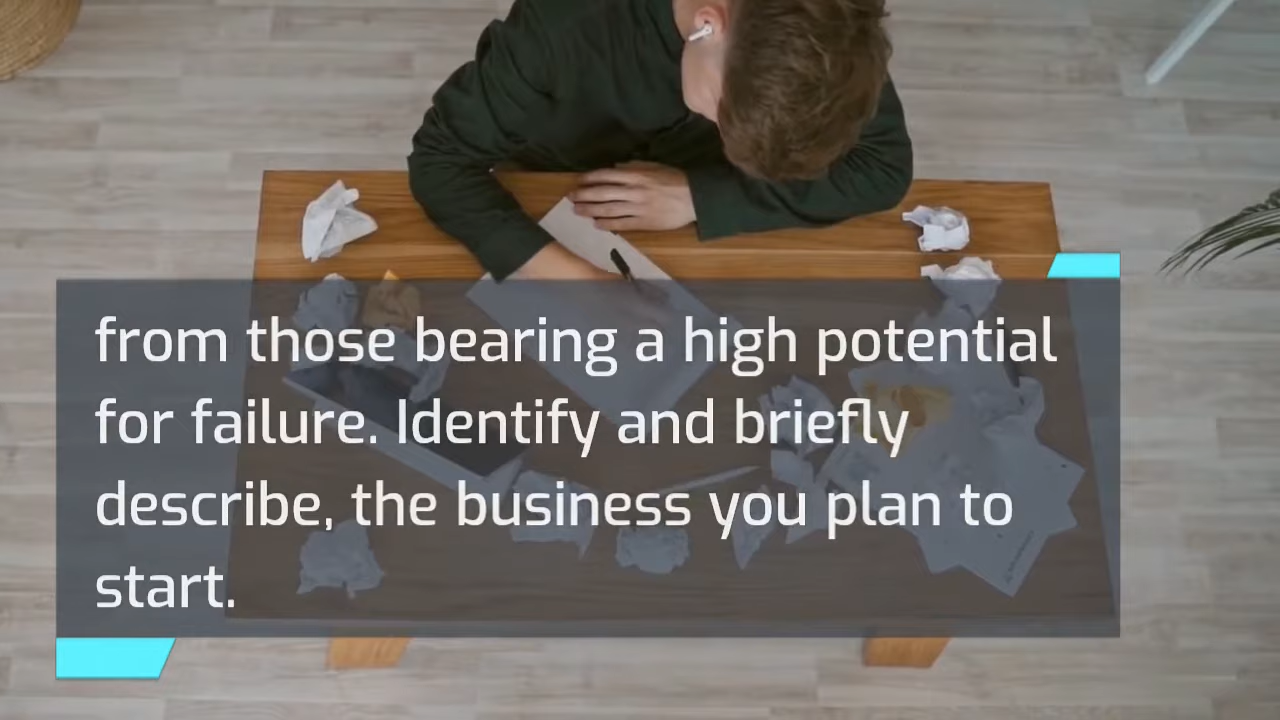 from those bearing a high potential
for failure. Identify and briefly
describe, the business you plan to
start.